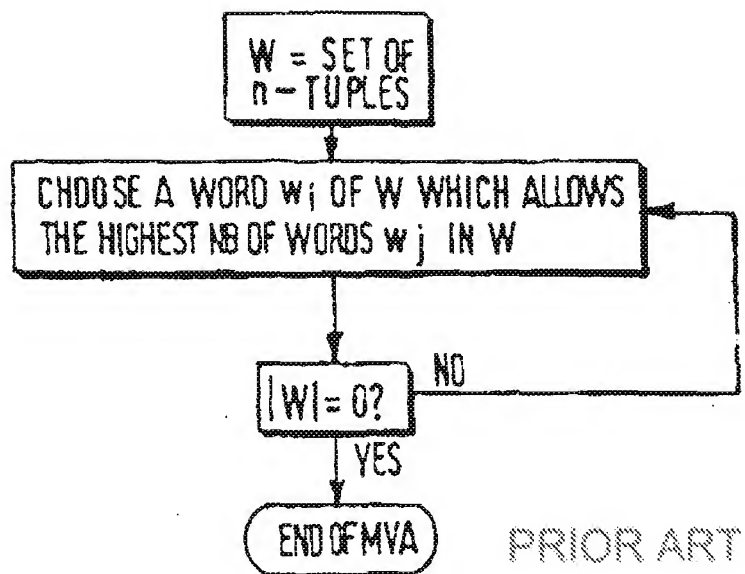 W = SET OF
n - TUPLES
CHOOSE A WORD wi OF W WHICH ALLOWS
THE HIGHEST NB OF WORDS wj IN W
|W| = 0?
NO
YES
END OF MVA
PRIOR ART